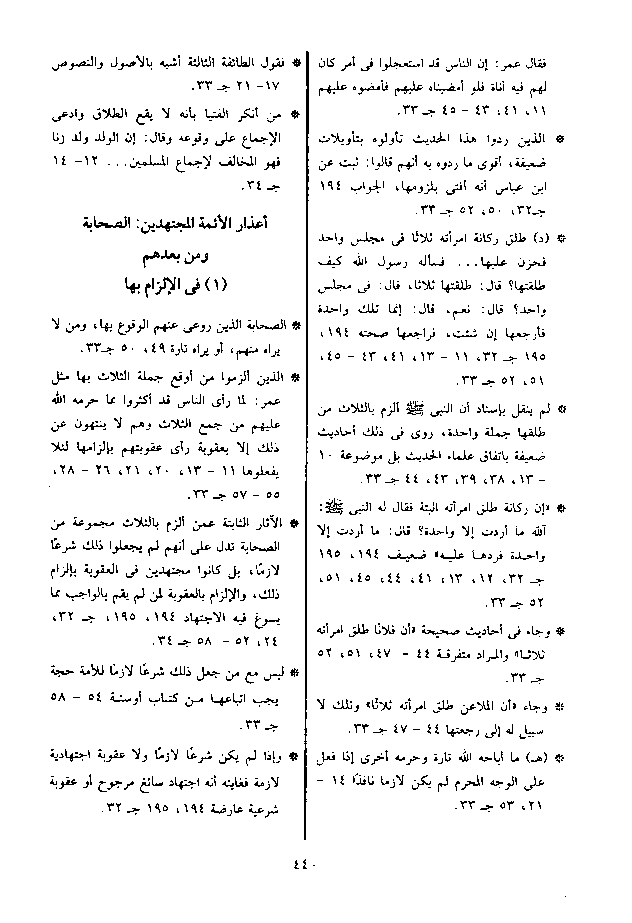 فقال عمر: إن الناس قد استعجلوا فى أمر كان
لهم فيه أناة فلو أمضيناه عليهم فأمضوه عليهم
١١، ٤١، ٤٣ – ٤٥ جـ ٣٣.
* الذين ردوا هذا الحديث تأولوه بتأويلات
ضعيفة، أقوى ما ردوه به أنهم قالوا: ثبت عن
ابن عباس أنه أفتى بلزومها، الجواب ١٩٤
جـ٣٢، ٥٠، ٥٢ جـ ٣٣.
* (د) طلق ركانة امرأته ثلاثًا فى مجلس واحد
فحزن عليها... فسأله رسول الله كيف
طلقتها؟ قال: طلقتها ثلاثا، قال: فى مجلس
واحد؟ قال: نعم، قال: إنما تلك واحدة
فأرجعها إن شئت، فراجعها صحته ١٩٤،
١٩٥ جـ ٣٢، ١١ – ١٣، ٤١، ٤٣ – ٤٥،
٥١، ٥٢ جـ ٣٣.
* لم ينقل بإسناد أن النبى ﷺ ألزم بالثلاث من
طلقها جملة واحدة، روى فى ذلك أحاديث
ضعيفة باتفاق علماء الحديث بل موضوعة ١٠
– ١٣، ٣٨، ٣٩، ٤٣، ٤٤ جـ ٣٣.
* «إن ركانة طلق امرأته البتة فقال له النبى ﷺ:
آلله ما أردت إلا واحدة؟ قال: ما أردت إلا
واحدة فردها عليه» ضعيف ١٩٤، ١٩٥
جـ ٣٢، ١٢، ١٣، ٤١، ٤٤، ٤٥، ٥١،
٥٢ جـ ٣٣.
* وجاء فى أحاديث صحيحة «أن فلانًا طلق امرأته
ثلاثا» والمراد متفرقة ٤٤ – ٤٧، ٥١، ٥٢
جـ ٣٣.
* وجاء «أن الملاعن طلق امرأته ثلاثًا» وتلك لا
سبيل له إلى رجعتها ٤٤ – ٤٧ جـ ٣٣.
* (هـ) ما أباحه الله تارة وحرمه أخرى إذا فعل
على الوجه المحرم لم يكن لازما نافذًا ١٤ –
٢١، ٥٣ جـ ٣٣.
* فقول الطائفة الثالثة أشبه بالأصول والنصوص
١٧– ٢١ جـ ٣٣.
* من أنكر الفتيا بأنه لا يقع الطلاق وادعى
الإجماع على وقوعه وقال: إن الولد ولد زنا
فهو المخالف لإجماع المسلمين... ١٢– ١٤
جـ ٣٤.
أعذار الأئمة المجتهدين: الصحابة
ومن بعدهم
(١) فى الإلزام بها
* الصحابة الذين روعى عنهم الوقوع بها، ومن لا
يراه منهم، أو يراه تارة ٤٩، ٥٠ جـ٣٣.
* الذين ألزموا من أوقع جملة الثلاث بها مثل
عمر: لما رأى الناس قد أكثروا مما حرمه الله
عليهم من جمع الثلاث وهم لا ينتهون عن
ذلك إلا بعقوبة رأى عقوبتهم بإلزامها لئلا
يفعلوها ١١ – ١٣، ٢٠، ٢١، ٢٦ – ٢٨،
٥٥ – ٥٧ جـ ٣٣.
* الآثار الثابتة عمن ألزم بالثلاث مجموعة من
الصحابة تدل على أنهم لم يجعلوا ذلك شرعًا
لازمًا، بل كانوا مجتهدين فى العقوبة بإلزام
ذلك، والإلزام بالعقوبة لمن لم يقم بالواجب مما
يسوغ فيه الاجتهاد ١٩٤، ١٩٥، جـ ٣٢،
٢٤، ٥٢ – ٥٨ جـ ٣٤.
* ليس مع من جعل ذلك شرعًا لازمًا للأمة حجة
يجب اتباعها من كتاب أوسنة ٥٤ – ٥٨
جـ ٣٣.
* وإذا لم يكن شرعًا لازمًا ولا عقوبة اجتهادية
لازمة فغايته أنه اجتهاد سائغ مرجوح أو عقوبة
شرعية عارضة ١٩٤، ١٩٥ جـ ٣٢.
٤٤٠